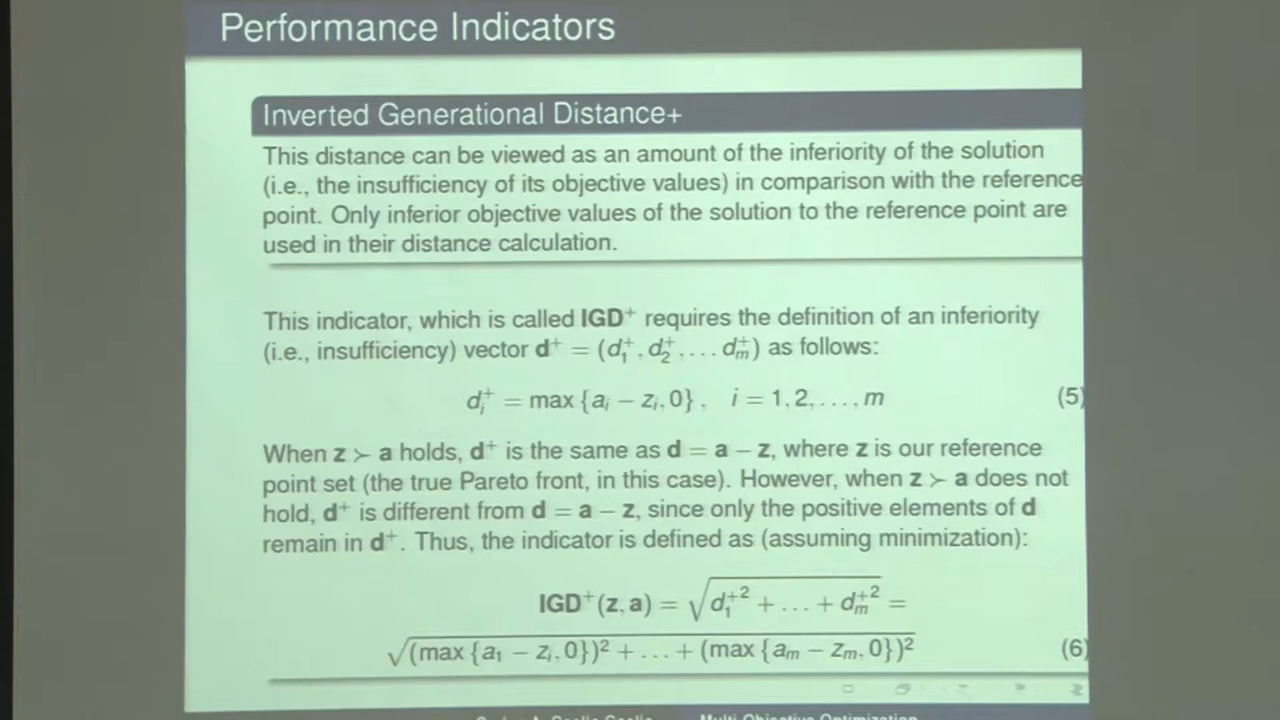 Performance Indicators
Inverted Generational Distance+
This distance can be viewed as an amount of the inferiority of the solution
(i.e., the insufficiency of its objective values) in comparison with the reference
point. Only inferior objective values of the solution to the reference point are
used in their distance calculation.
This indicator, which is called IGD⁺ requires the definition of an inferiority
(i.e., insufficiency) vector d⁺ = (d₁⁺, d₂⁺, ... dₘ⁺) as follows:
dᵢ⁺ = max {aᵢ − zᵢ, 0}, i = 1, 2, ..., m (5)
When z ≻ a holds, d⁺ is the same as d = a − z, where z is our reference
point set (the true Pareto front, in this case). However, when z ≻ a does not
hold, d⁺ is different from d = a − z, since only the positive elements of d
remain in d⁺. Thus, the indicator is defined as (assuming minimization):
IGD⁺(z, a) = √(d₁⁺² + ... + dₘ⁺²) =
√((max {a₁ − zᵢ, 0})² + ... + (max {aₘ − zₘ, 0})²) (6)
Multi-Objective Optimization